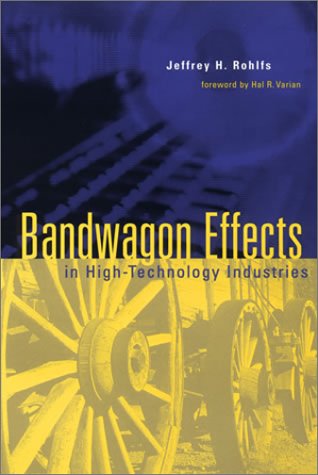 Jeffrey H. Rohlfs
foreword by Hal R. Varian
Bandwagon Effects
in High-Technology Industries